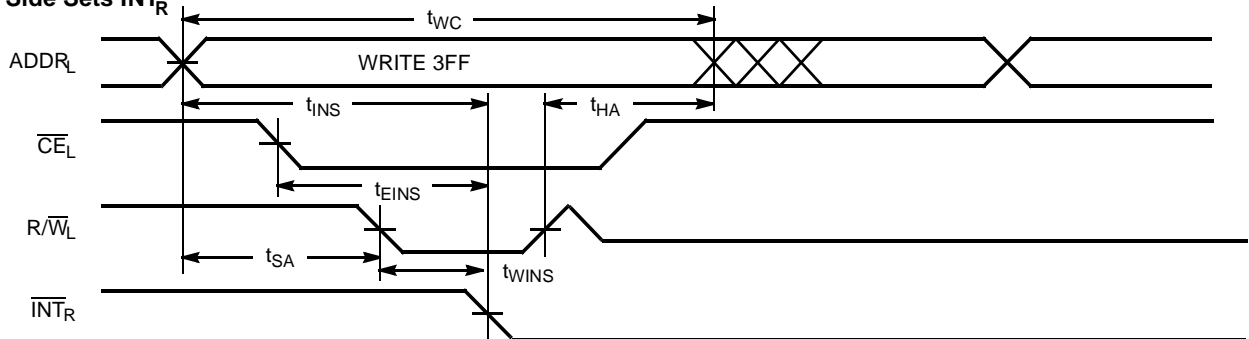 Side Sets INTR
tWC
ADDRL
WRITE 3FF
tINS
tHA
CEL
tEINS
R/WL
tSA
tWINS
INTR